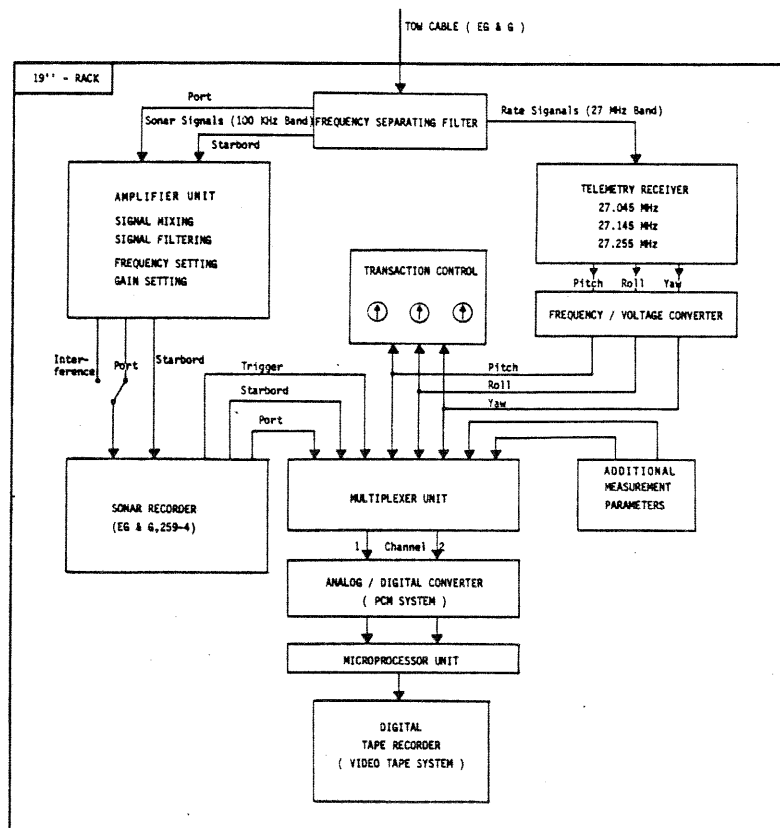 TOW CABLE ( EG & G )
19'' - RACK
Port
Sonar Signals (100 KHz Band)
Starbord
FREQUENCY SEPARATING FILTER
Rate Siganals (27 MHz Band)
AMPLIFIER UNIT
SIGNAL MIXING
SIGNAL FILTERING
FREQUENCY SETTING
GAIN SETTING
TELEMETRY RECEIVER
27.045 MHz
27.145 MHz
27.255 MHz
TRANSACTION CONTROL
Pitch Roll Yaw
FREQUENCY / VOLTAGE CONVERTER
Inter-
ference
Port
Starbord
Trigger
Starbord
Port
Pitch
Roll
Yaw
SONAR RECORDER
(EG & G,259-4)
MULTIPLEXER UNIT
ADDITIONAL
MEASUREMENT
PARAMETERS
1 Channel 2
ANALOG / DIGITAL CONVERTER
( PCM SYSTEM )
MICROPROCESSOR UNIT
DIGITAL
TAPE RECORDER
( VIDEO TAPE SYSTEM )